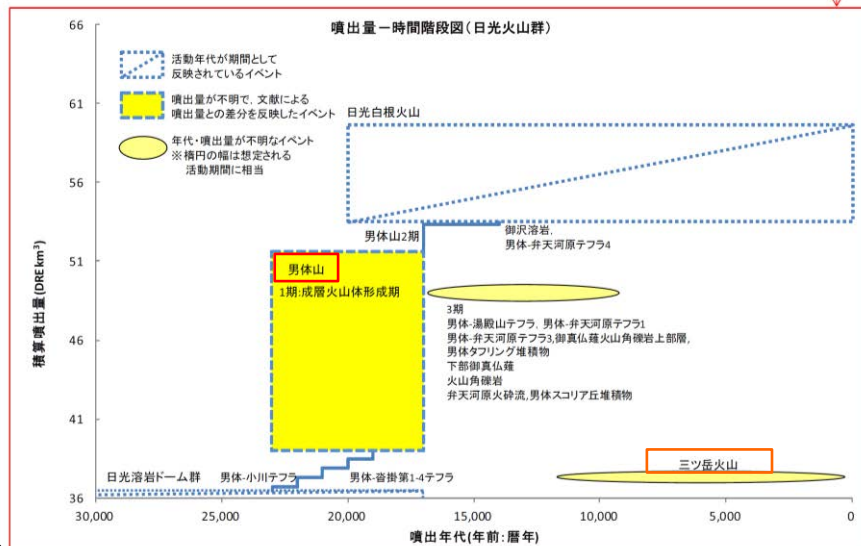 噴出量－時間階段図(日光火山群)
活動年代が期間として
反映されているイベント
噴出量が不明で, 文献による
噴出量との差分を反映したイベント
年代・噴出量が不明なイベント
※楕円の幅は想定される
活動期間に相当
積算噴出量(DRE km³)
66
61
56
51
46
41
36
日光白根火山
男体山2期
御沢溶岩,
男体-弁天河原テフラ4
男体山
1期:成層火山体形成期
3期
男体-湯殿山テフラ, 男体-弁天河原テフラ1
男体-弁天河原テフラ3,御真仏薙火山角礫岩上部層,
男体タフリング堆積物
下部御真仏薙
火山角礫岩
弁天河原火砕流,男体スコリア丘堆積物
三ツ岳火山
日光溶岩ドーム群
男体-小川テフラ
男体-沓掛第1-4テフラ
30,000
25,000
20,000
15,000
10,000
5,000
0
噴出年代(年前:暦年)